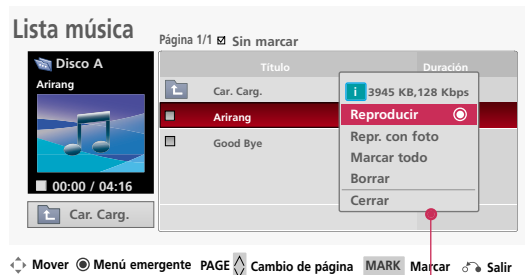 Lista música
Página 1/1 Sin marcar
Disco A
Arirang
00:00 / 04:16
Car. Carg.
Título Duración
Car. Carg.
Arirang
Good Bye
i 3945 KB,128 Kbps
Reproducir
Repr. con foto
Marcar todo
Borrar
Cerrar
Mover Menú emergente PAGE Cambio de página MARK Marcar Salir